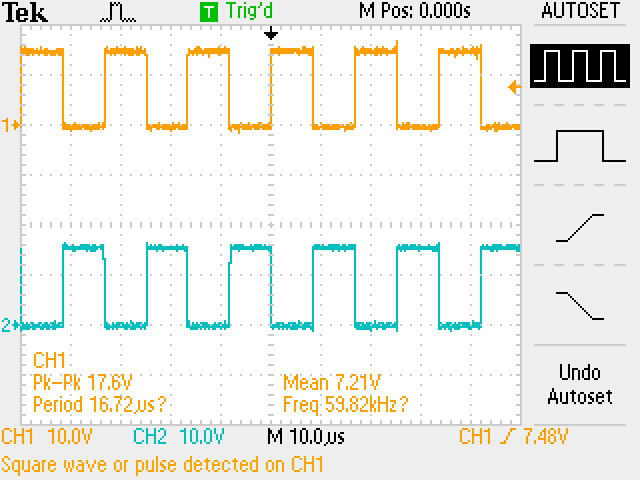 Tek T Trig'd M Pos: 0.000s AUTOSET
1
2
CH1
Pk-Pk 17.6V Mean 7.21V
Period 16.72µs? Freq 59.82kHz?
Undo
Autoset
CH1 10.0V CH2 10.0V M 10.0µs CH1 7.48V
Square wave or pulse detected on CH1